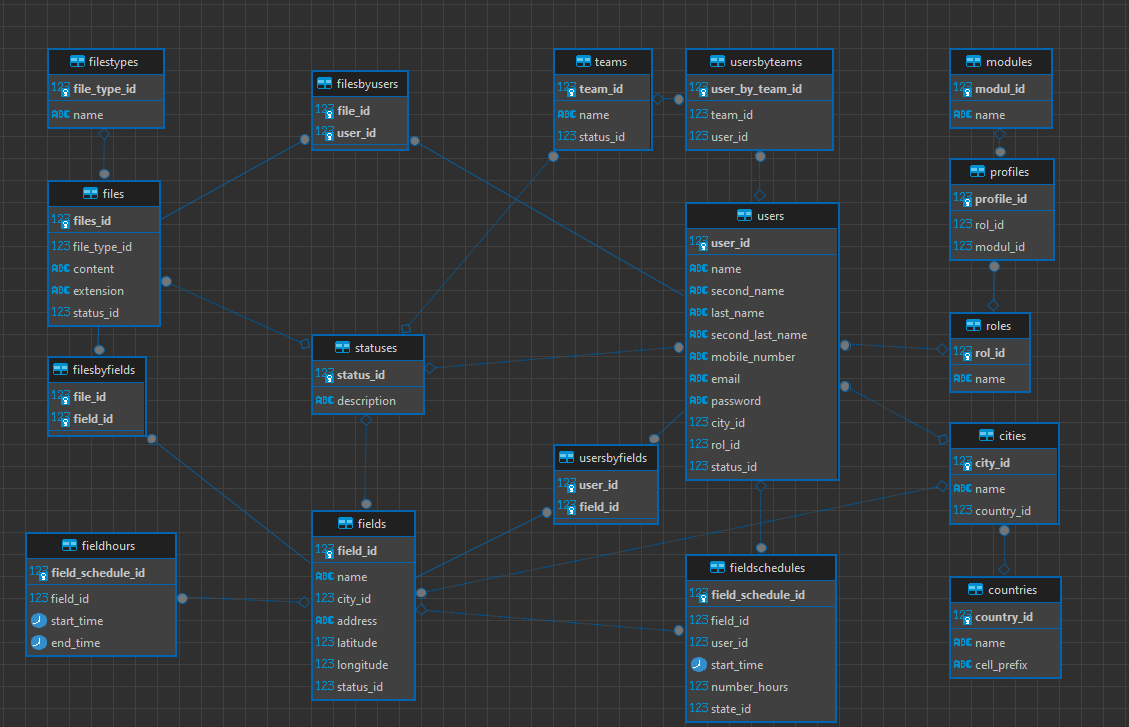 filestypes
123 file_type_id
ABC name
files
123 files_id
123 file_type_id
ABC content
ABC extension
123 status_id
filesbyfields
123 file_id
123 field_id
fieldhours
123 field_schedule_id
123 field_id
start_time
end_time
filesbyusers
123 file_id
123 user_id
statuses
123 status_id
ABC description
fields
123 field_id
ABC name
123 city_id
ABC address
123 latitude
123 longitude
123 status_id
teams
123 team_id
ABC name
123 status_id
usersbyfields
123 user_id
123 field_id
usersbyteams
123 user_by_team_id
123 team_id
123 user_id
users
123 user_id
ABC name
ABC second_name
ABC last_name
ABC second_last_name
ABC mobile_number
ABC email
ABC password
123 city_id
123 rol_id
123 status_id
fieldschedules
123 field_schedule_id
123 field_id
123 user_id
start_time
123 number_hours
123 state_id
modules
123 modul_id
ABC name
profiles
123 profile_id
123 rol_id
123 modul_id
roles
123 rol_id
ABC name
cities
123 city_id
ABC name
123 country_id
countries
123 country_id
ABC name
ABC cell_prefix